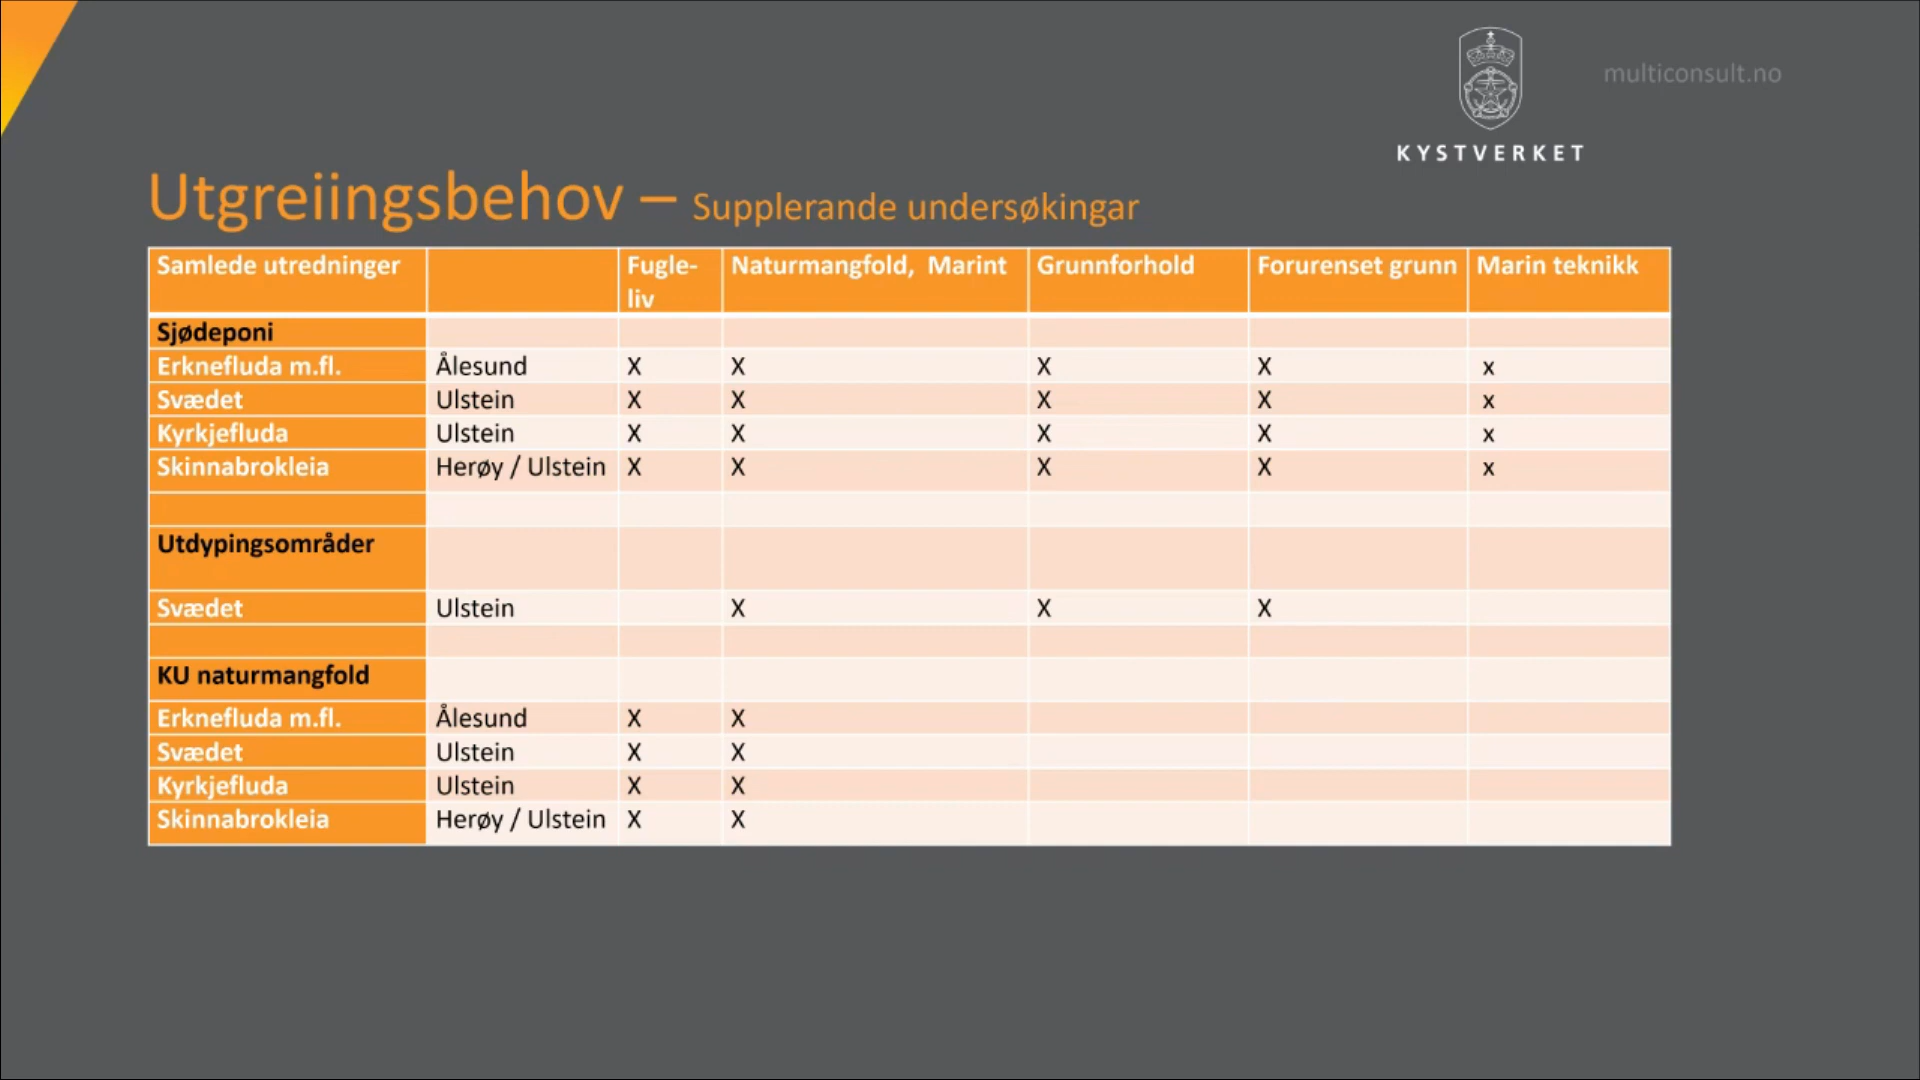 multiconsult.no
KYSTVERKET
Utgreiingsbehov – Supplerande undersøkingar
Samlede utredninger Fugle-liv Naturmangfold, Marint Grunnforhold Forurenset grunn Marin teknikk
Sjødeponi
Erknefluda m.fl. Ålesund X X X X x
Svædet Ulstein X X X X x
Kyrkjefluda Ulstein X X X X x
Skinnabrokleia Herøy / Ulstein X X X X x
Utdypingsområder
Svædet Ulstein X X X
KU naturmangfold
Erknefluda m.fl. Ålesund X X
Svædet Ulstein X X
Kyrkjefluda Ulstein X X
Skinnabrokleia Herøy / Ulstein X X